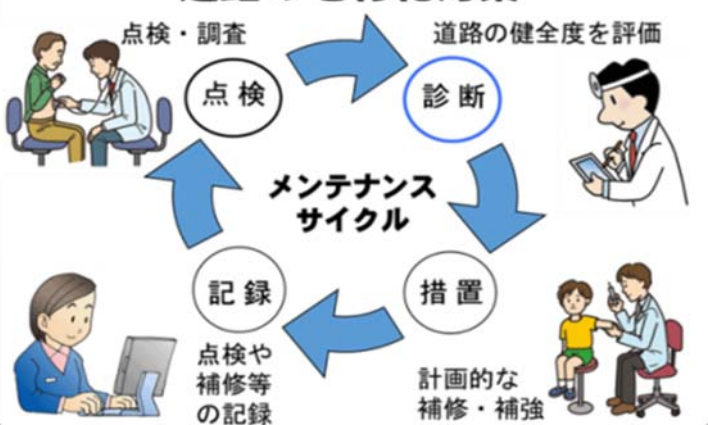 点検・調査
道路の健全度を評価
点検
診断
メンテナンス
サイクル
記録
措置
点検や
補修等
の記録
計画的な
補修・補強